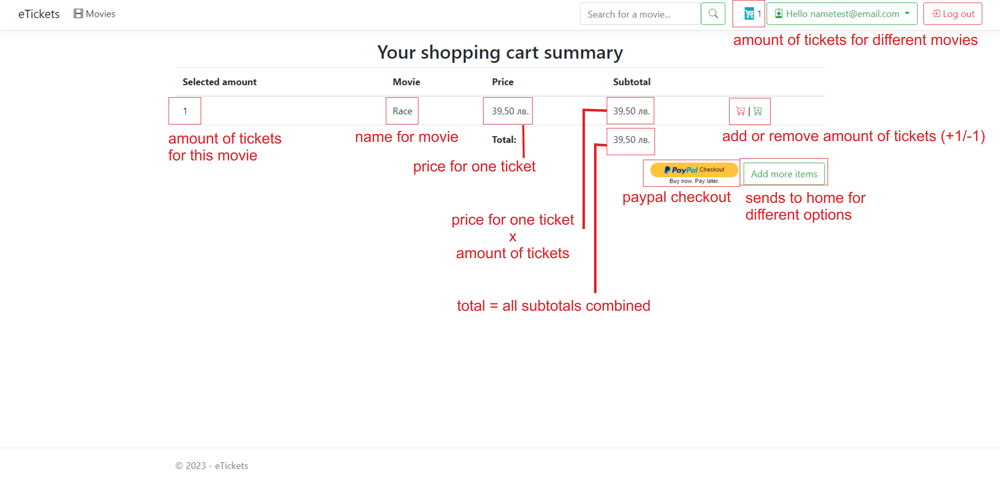 eTickets Movies Search for a movie... 1 Hello nametest@email.com Log out
amount of tickets for different movies
Your shopping cart summary
Selected amount Movie Price Subtotal
1 Race 39,50 лв. 39,50 лв. |
amount of tickets
for this movie
name for movie
Total: 39,50 лв.
add or remove amount of tickets (+1/-1)
price for one ticket
PayPal Checkout
Buy now. Pay later.
Add more items
paypal checkout
sends to home for
different options
price for one ticket
x
amount of tickets
total = all subtotals combined
© 2023 - eTickets